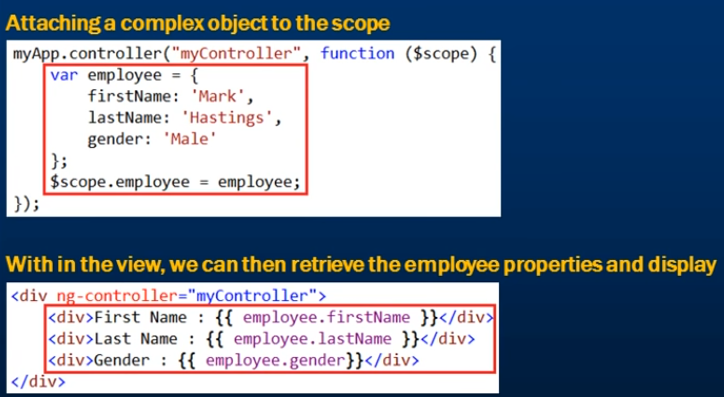 Attaching a complex object to the scope
myApp.controller("myController", function ($scope) {
var employee = {
firstName: 'Mark',
lastName: 'Hastings',
gender: 'Male'
};
$scope.employee = employee;
});
With in the view, we can then retrieve the employee properties and display
<div ng-controller="myController">
<div>First Name : {{ employee.firstName }}</div>
<div>Last Name : {{ employee.lastName }}</div>
<div>Gender : {{ employee.gender}}</div>
</div>